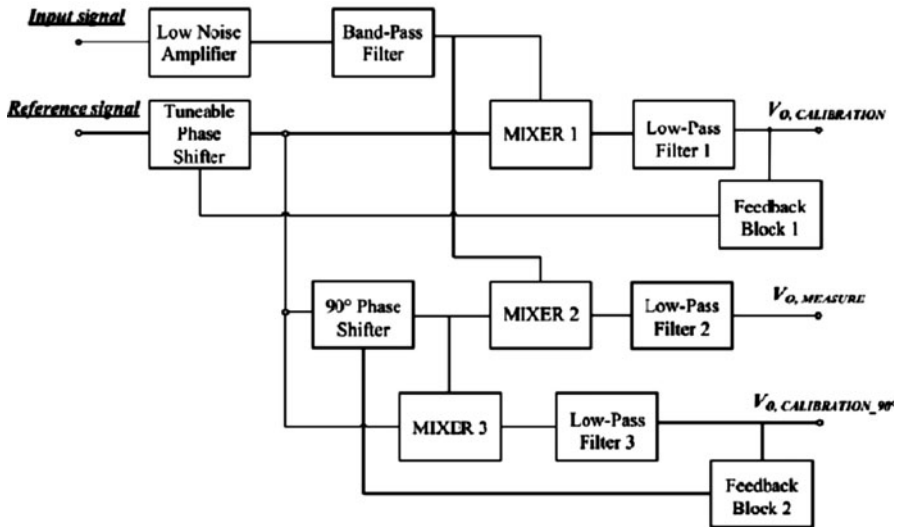 Input signal
Low Noise
Amplifier
Band-Pass
Filter
Reference signal
Tuneable
Phase
Shifter
MIXER 1
Low-Pass
Filter 1
V_O, CALIBRATION
Feedback
Block 1
90° Phase
Shifter
MIXER 2
Low-Pass
Filter 2
V_O, MEASURE
MIXER 3
Low-Pass
Filter 3
V_O, CALIBRATION_90°
Feedback
Block 2